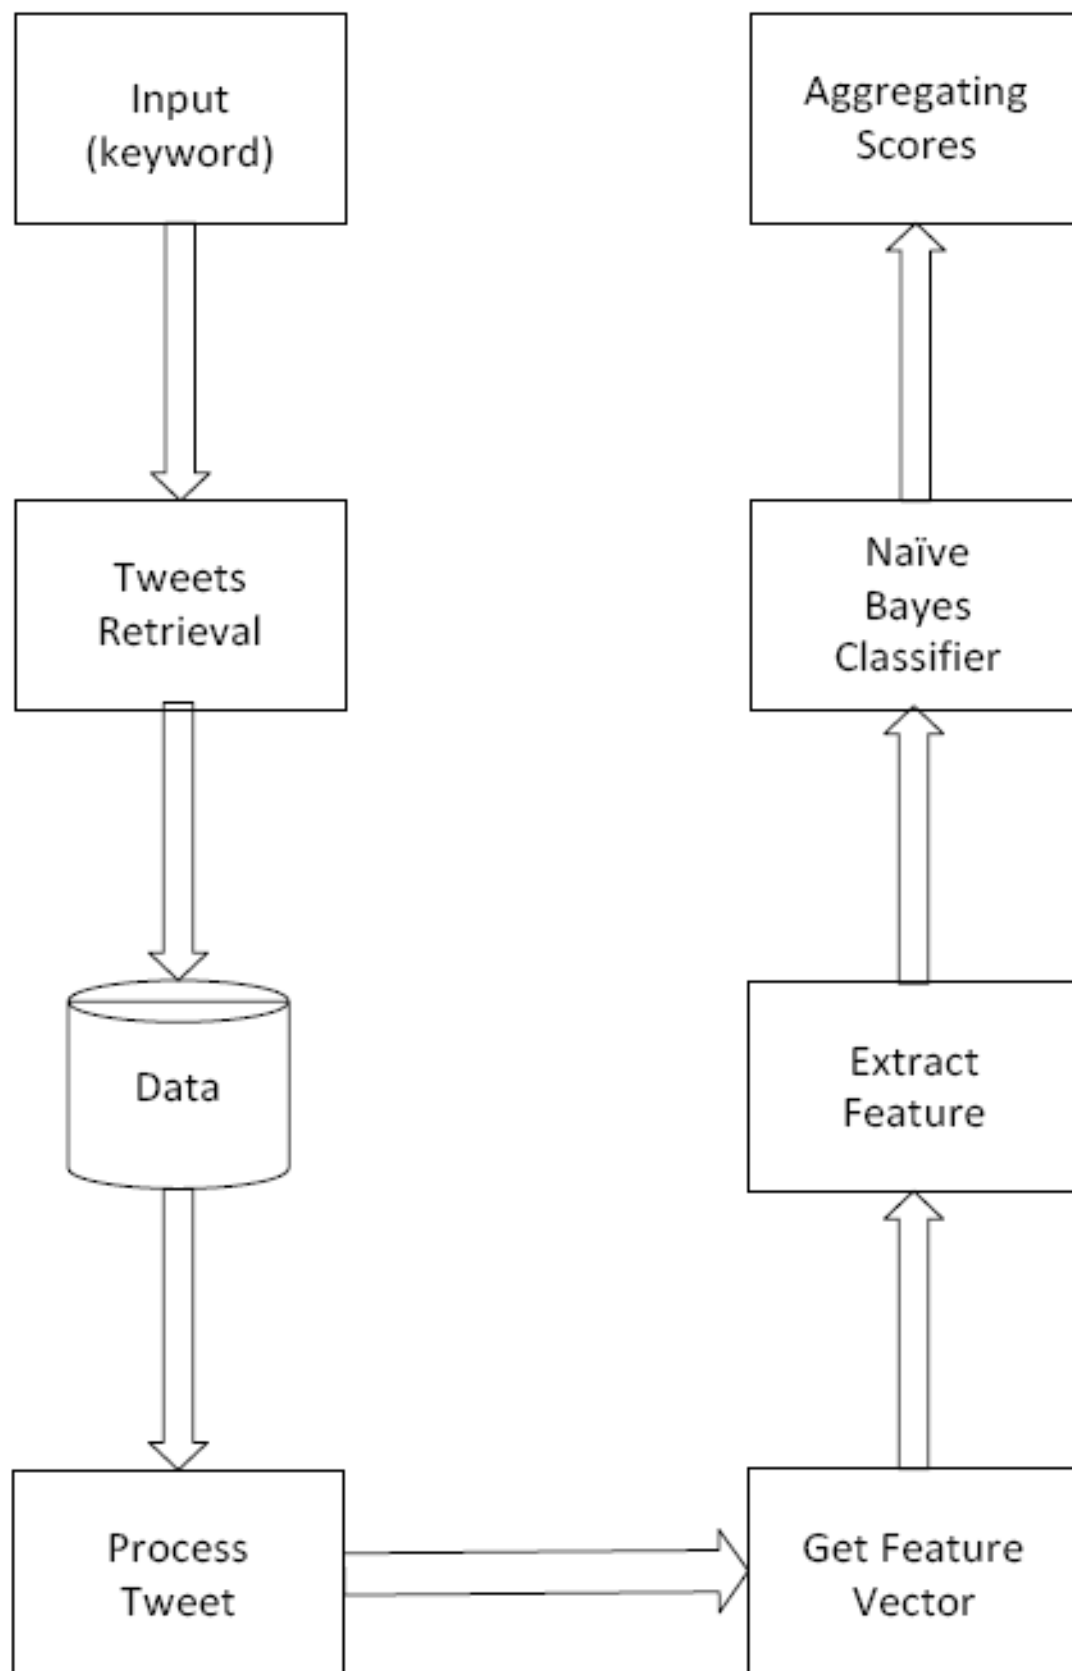 Input
(keyword)
Tweets
Retrieval
Data
Process
Tweet
Get Feature
Vector
Extract
Feature
Naïve
Bayes
Classifier
Aggregating
Scores